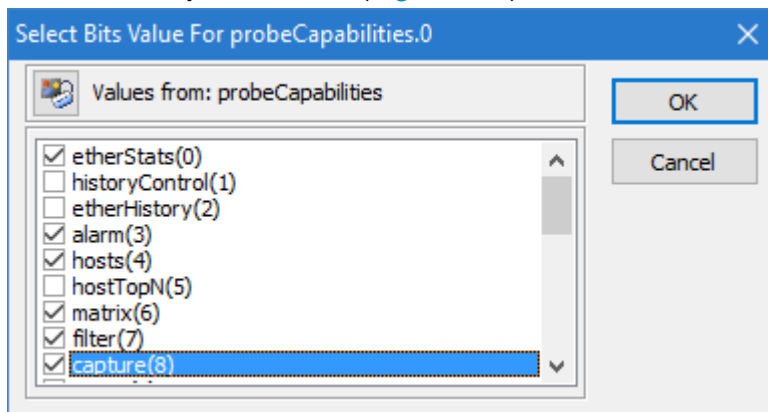 Select Bits Value For probeCapabilities.0
Values from: probeCapabilities
OK
Cancel
etherStats(0)
historyControl(1)
etherHistory(2)
alarm(3)
hosts(4)
hostTopN(5)
matrix(6)
filter(7)
capture(8)